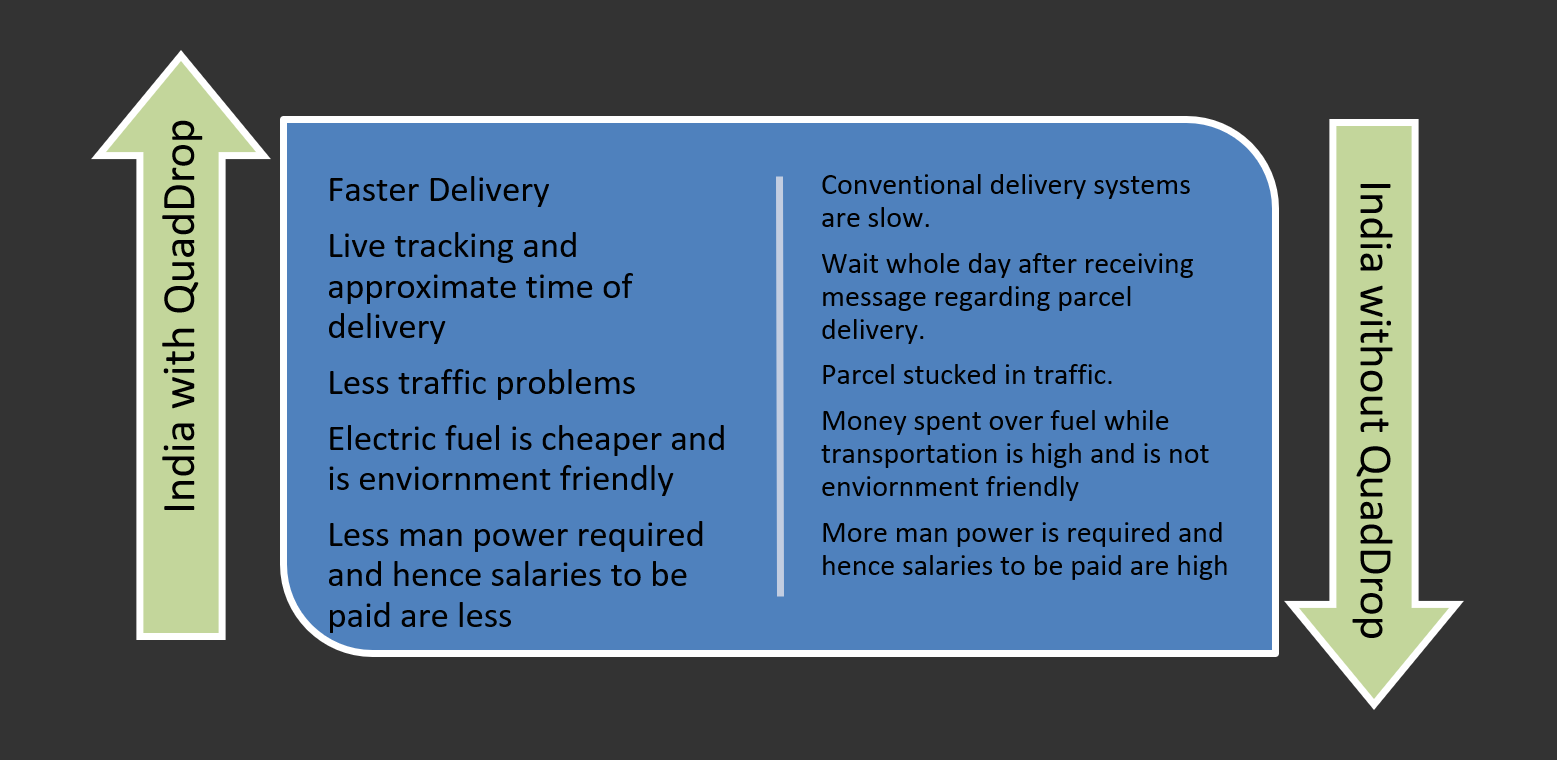 India with QuadDrop
Faster Delivery
Live tracking and
approximate time of
delivery
Less traffic problems
Electric fuel is cheaper and
is enviornment friendly
Less man power required
and hence salaries to be
paid are less
Conventional delivery systems
are slow.
Wait whole day after receiving
message regarding parcel
delivery.
Parcel stucked in traffic.
Money spent over fuel while
transportation is high and is not
enviornment friendly
More man power is required and
hence salaries to be paid are high
India without QuadDrop